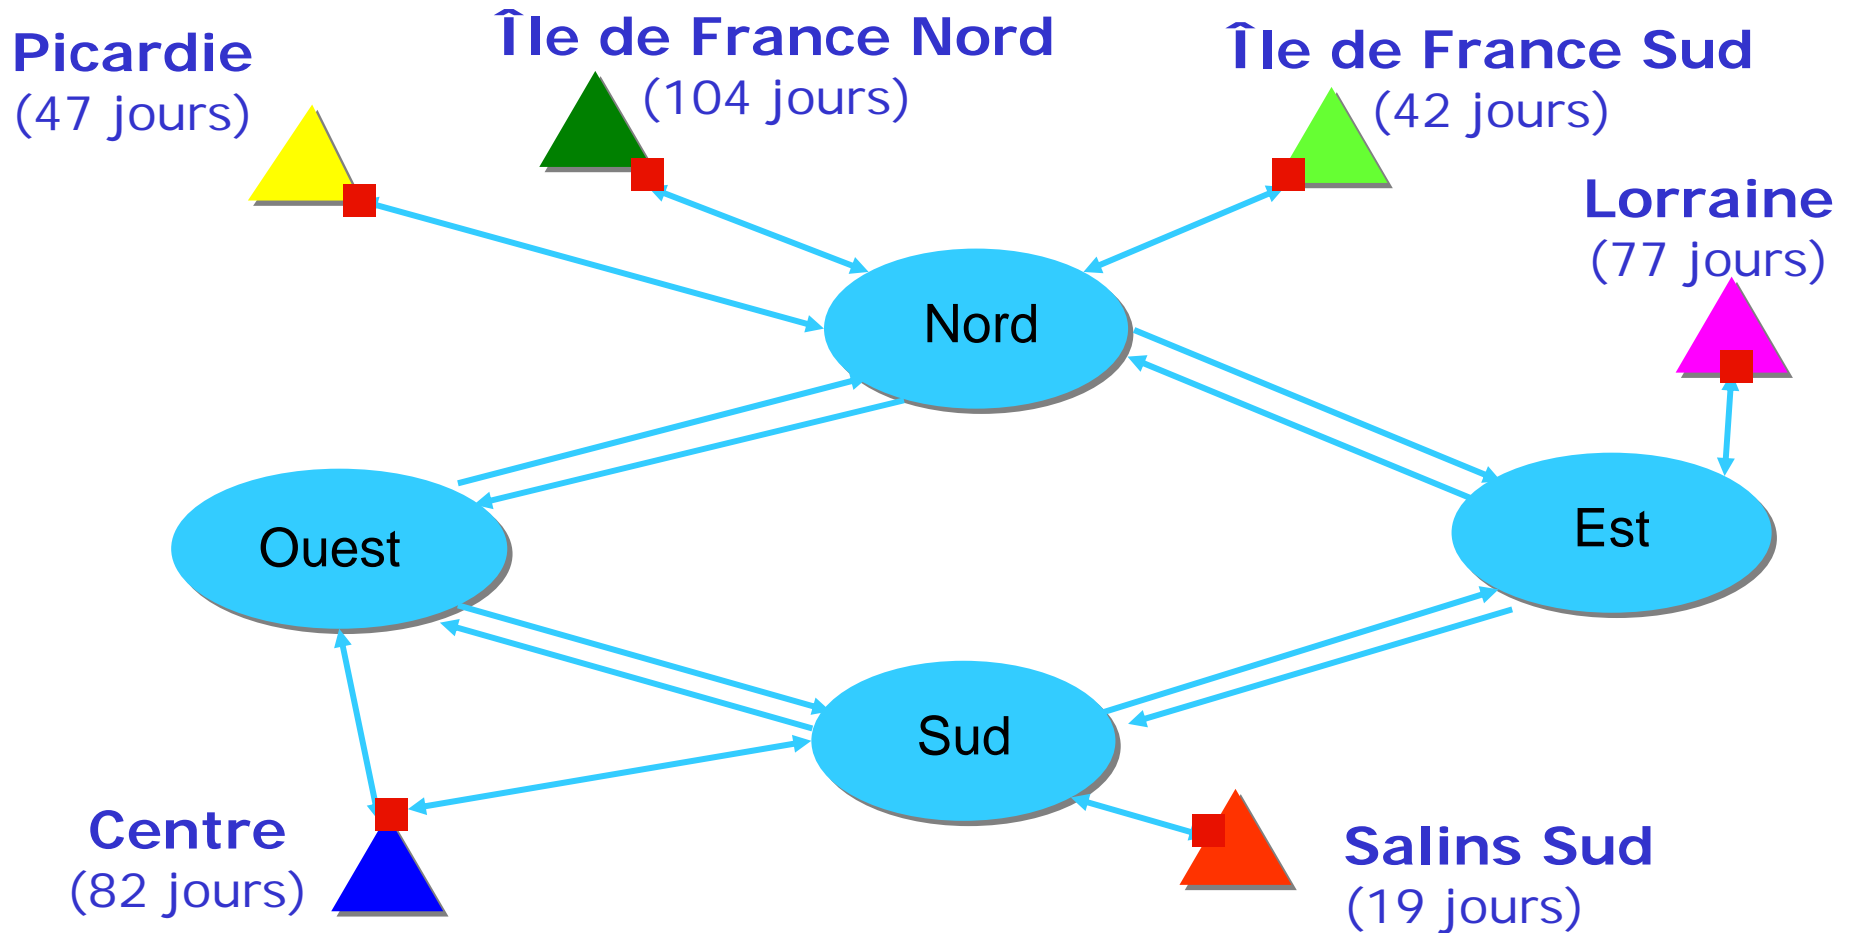 Picardie
(47 jours)
Île de France Nord
(104 jours)
Île de France Sud
(42 jours)
Lorraine
(77 jours)
Nord
Ouest
Est
Sud
Centre
(82 jours)
Salins Sud
(19 jours)